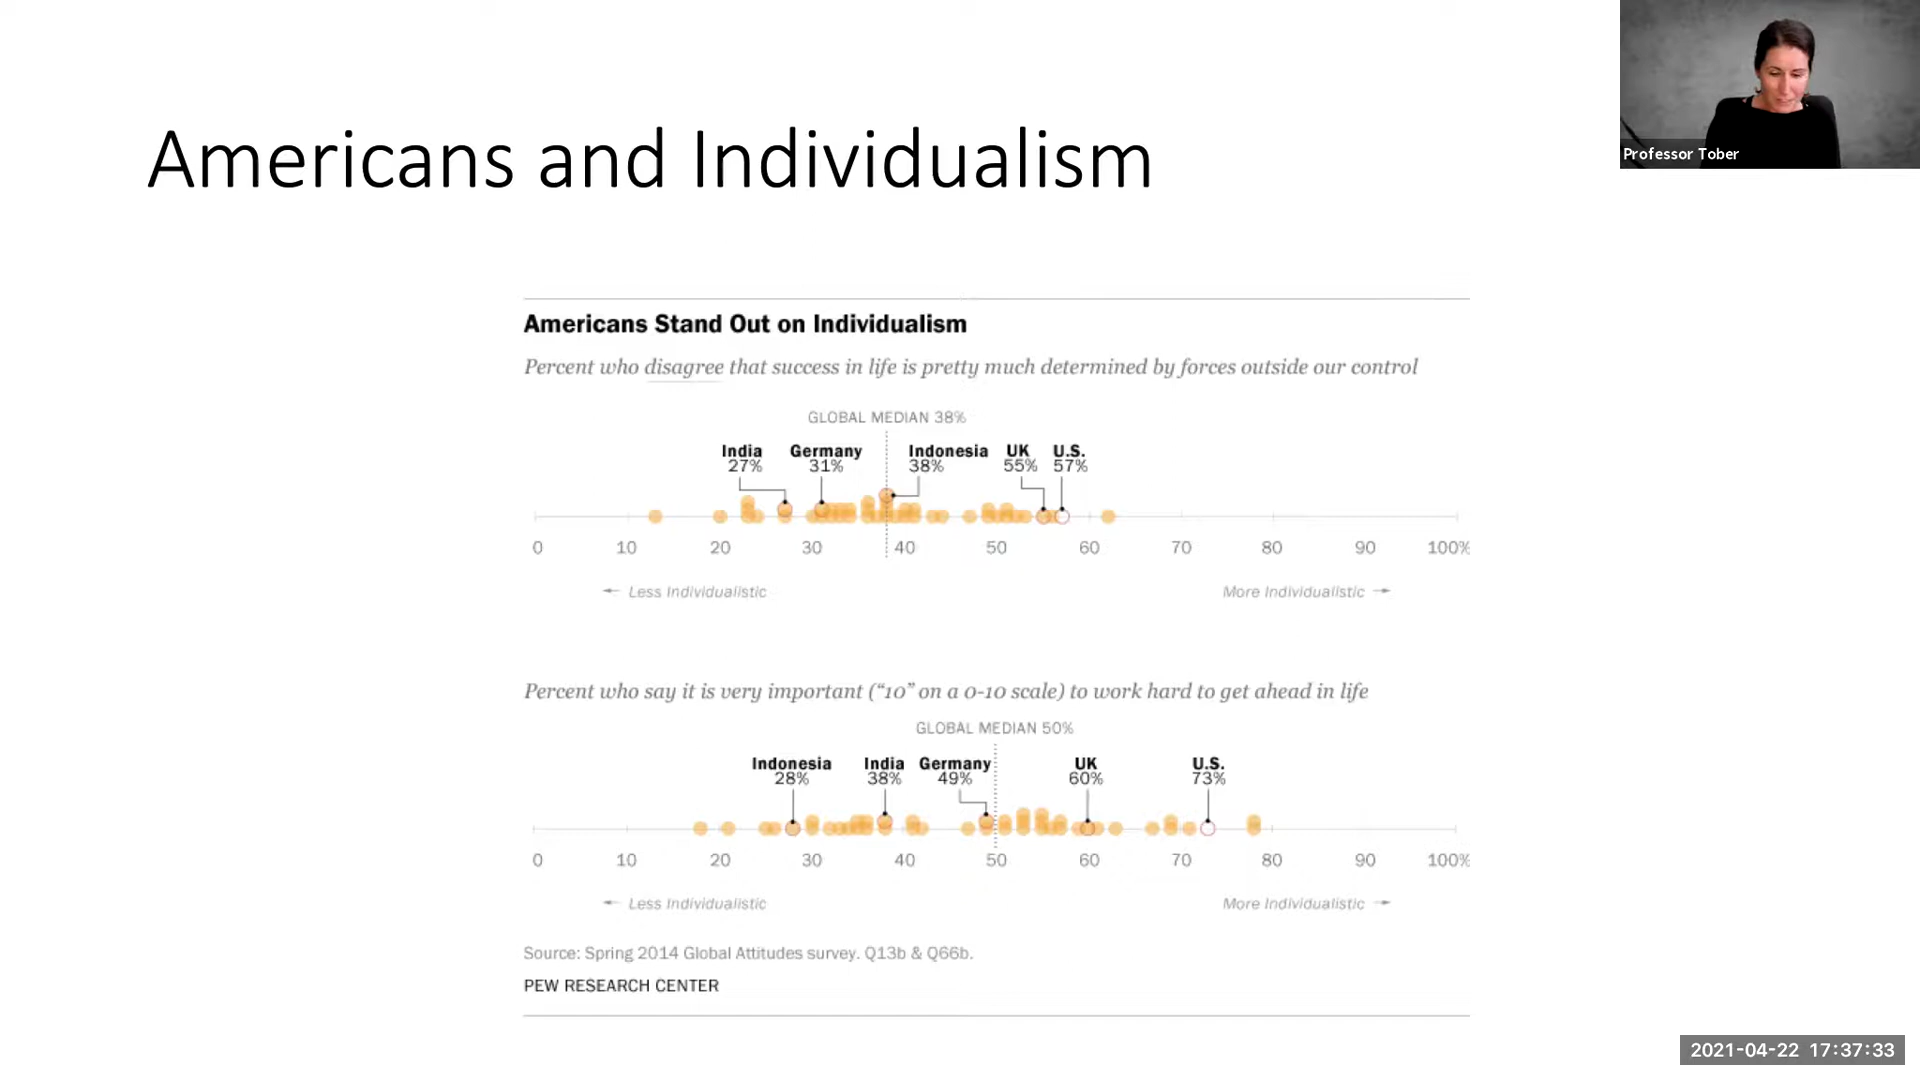 Professor Tober
Americans and Individualism
Americans Stand Out on Individualism
Percent who disagree that success in life is pretty much determined by forces outside our control
GLOBAL MEDIAN 38%
India Germany Indonesia UK U.S.
27% 31% 38% 55% 57%
0 10 20 30 40 50 60 70 80 90 100%
← Less Individualistic More Individualistic →
Percent who say it is very important (“10” on a 0-10 scale) to work hard to get ahead in life
GLOBAL MEDIAN 50%
Indonesia India Germany UK U.S.
28% 38% 49% 60% 73%
0 10 20 30 40 50 60 70 80 90 100%
← Less Individualistic More Individualistic →
Source: Spring 2014 Global Attitudes survey. Q13b & Q66b.
PEW RESEARCH CENTER
2021-04-22 17:37:33